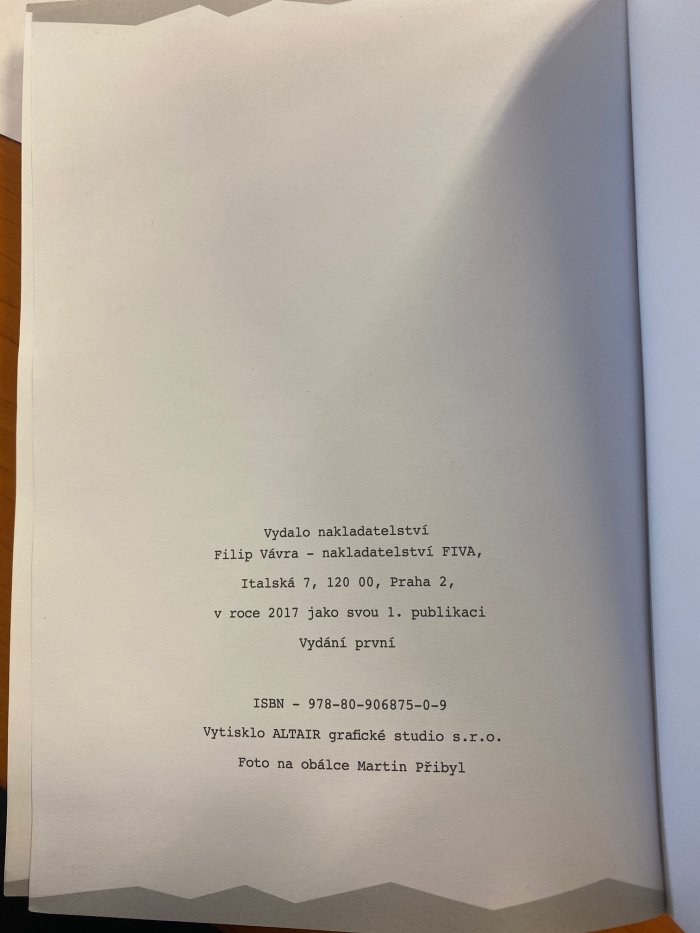 Vydalo nakladatelství
Filip Vávra - nakladatelství FIVA,
Italská 7, 120 00, Praha 2,
v roce 2017 jako svou 1. publikaci
Vydání první
ISBN - 978-80-906875-0-9
Vytisklo ALTAIR grafické studio s.r.o.
Foto na obálce Martin Přibyl